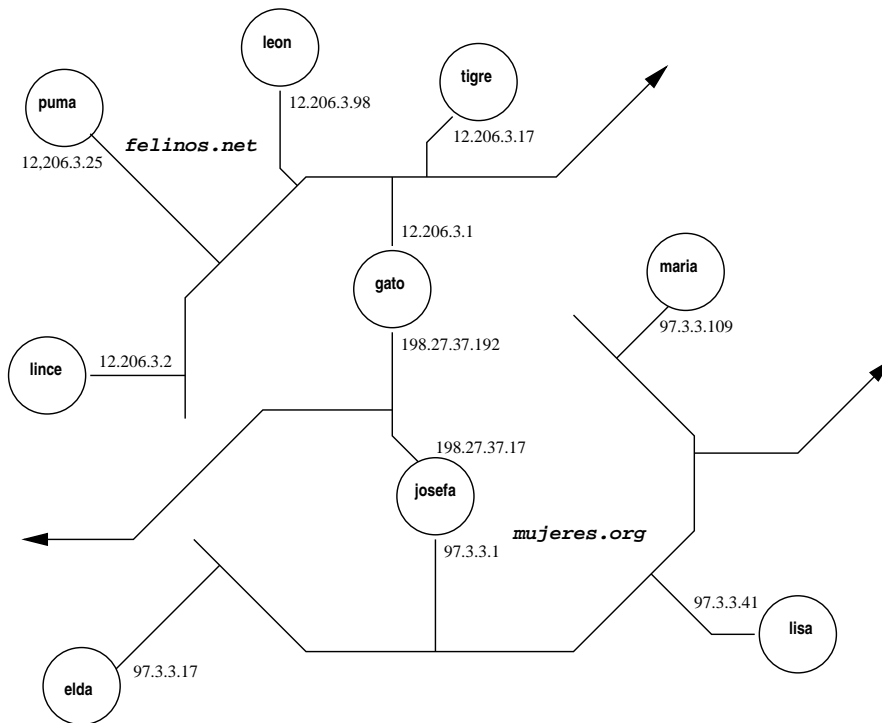 leon
tigre
puma
12.206.3.98
12.206.3.17
felinos.net
12,206.3.25
12.206.3.1
maria
gato
97.3.3.109
198.27.37.192
12.206.3.2
lince
198.27.37.17
josefa
mujeres.org
97.3.3.1
97.3.3.41
lisa
97.3.3.17
elda